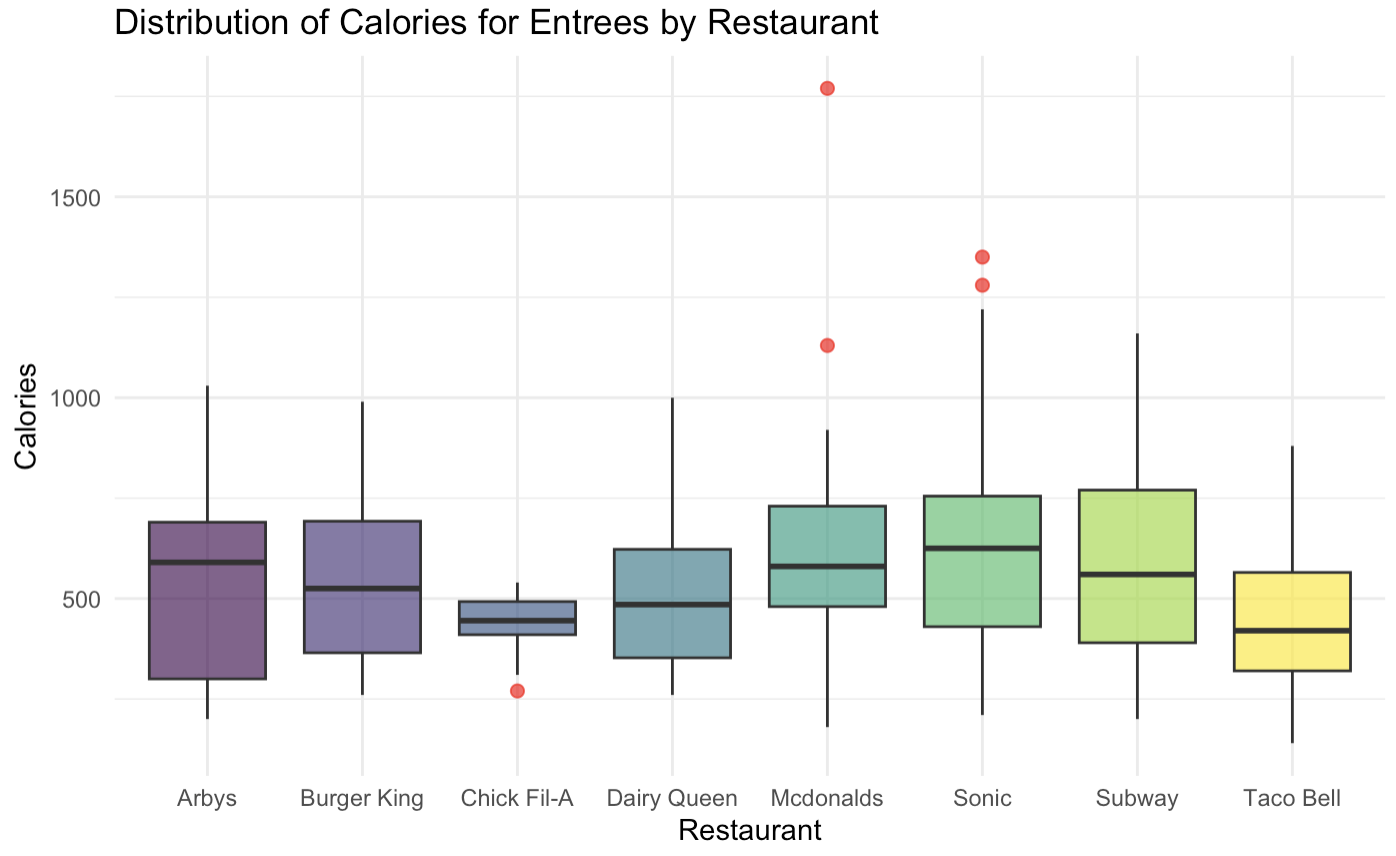 Distribution of Calories for Entrees by Restaurant
Calories
1500
1000
500
Arbys Burger King Chick Fil-A Dairy Queen Mcdonalds Sonic Subway Taco Bell
Restaurant